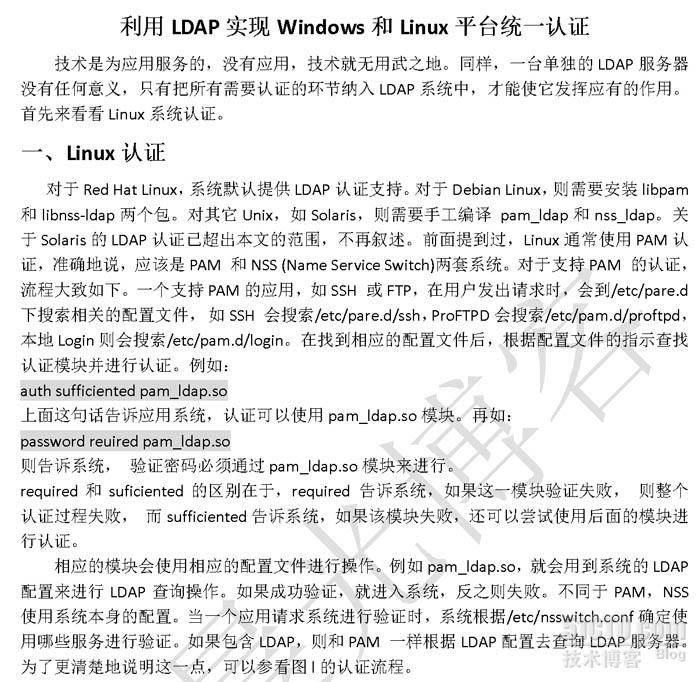 利用 LDAP 实现 Windows 和 Linux 平台统一认证
技术是为应用服务的，没有应用，技术就无用武之地。同样，一台单独的 LDAP 服务器
没有任何意义，只有把所有需要认证的环节纳入 LDAP 系统中，才能使它发挥应有的作用。
首先来看看 Linux 系统认证。
一、Linux 认证
对于 Red Hat Linux，系统默认提供 LDAP 认证支持。对于 Debian Linux，则需要安装 libpam
和 libnss-ldap 两个包。对其它 Unix，如 Solaris，则需要手工编译 pam_ldap 和 nss_ldap。关
于 Solaris 的 LDAP 认证已超出本文的范围，不再叙述。前面提到过，Linux 通常使用 PAM 认
证，准确地说，应该是 PAM 和 NSS (Name Service Switch)两套系统。对于支持 PAM 的认证，
流程大致如下。一个支持 PAM 的应用，如 SSH 或 FTP，在用户发出请求时，会到/etc/pare.d
下搜索相关的配置文件， 如 SSH 会搜索/etc/pare.d/ssh，ProFTPD 会搜索/etc/pam.d/proftpd，
本地 Login 则会搜索/etc/pam.d/login。在找到相应的配置文件后，根据配置文件的指示查找
认证模块并进行认证。例如：
auth sufficiented pam_ldap.so
上面这句话告诉应用系统，认证可以使用 pam_ldap.so 模块。再如：
password reuired pam_ldap.so
则告诉系统， 验证密码必须通过 pam_ldap.so 模块来进行。
required 和 suficiented 的区别在于，required 告诉系统，如果这一模块验证失败， 则整个
认证过程失败， 而 sufficiented 告诉系统，如果该模块失败，还可以尝试使用后面的模块进
行认证。
相应的模块会使用相应的配置文件进行操作。例如 pam_ldap.so，就会用到系统的 LDAP
配置来进行 LDAP 查询操作。如果成功验证，就进入系统，反之则失败。不同于 PAM，NSS
使用系统本身的配置。当一个应用请求系统进行验证时，系统根据/etc/nsswitch.conf 确定使
用哪些服务进行验证。如果包含 LDAP，则和 PAM 一样根据 LDAP 配置去查询 LDAP 服务器。
为了更清楚地说明这一点，可以参看图 l 的认证流程。
51CTO.com
技术博客 Blog
光博客